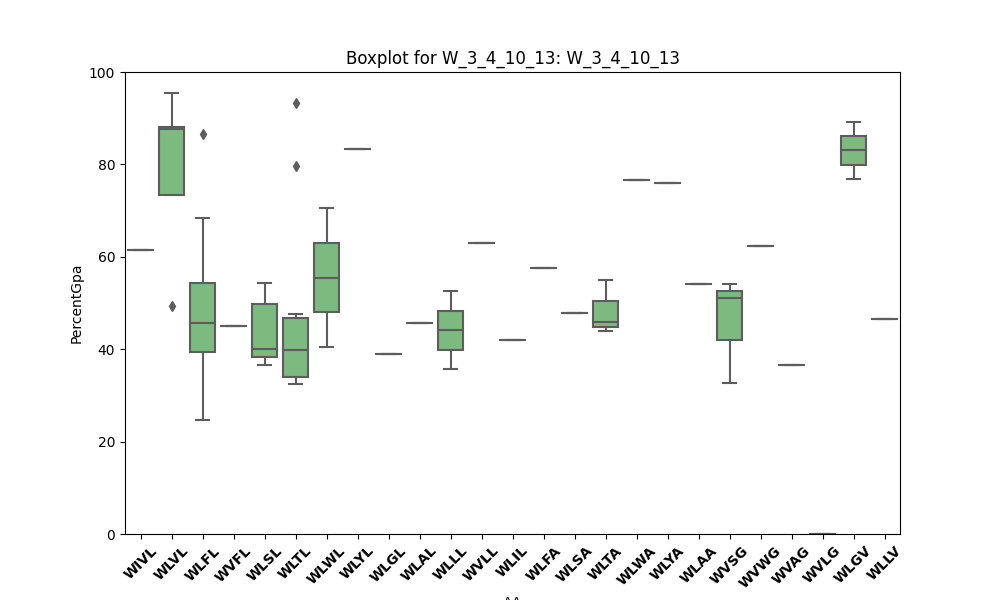 Boxplot for W_3_4_10_13: W_3_4_10_13
100
80
60
40
20
0
PercentGpa
WIVL WLVL WLFL WVFL WLSL WLTL WLWL WLYL WLGL WLAL WLLL WVLL WLIL WLFA WLSA WLTA WLWA WLYA WLAA WVSG WVWG WVAG WVLG WLGV WLLV